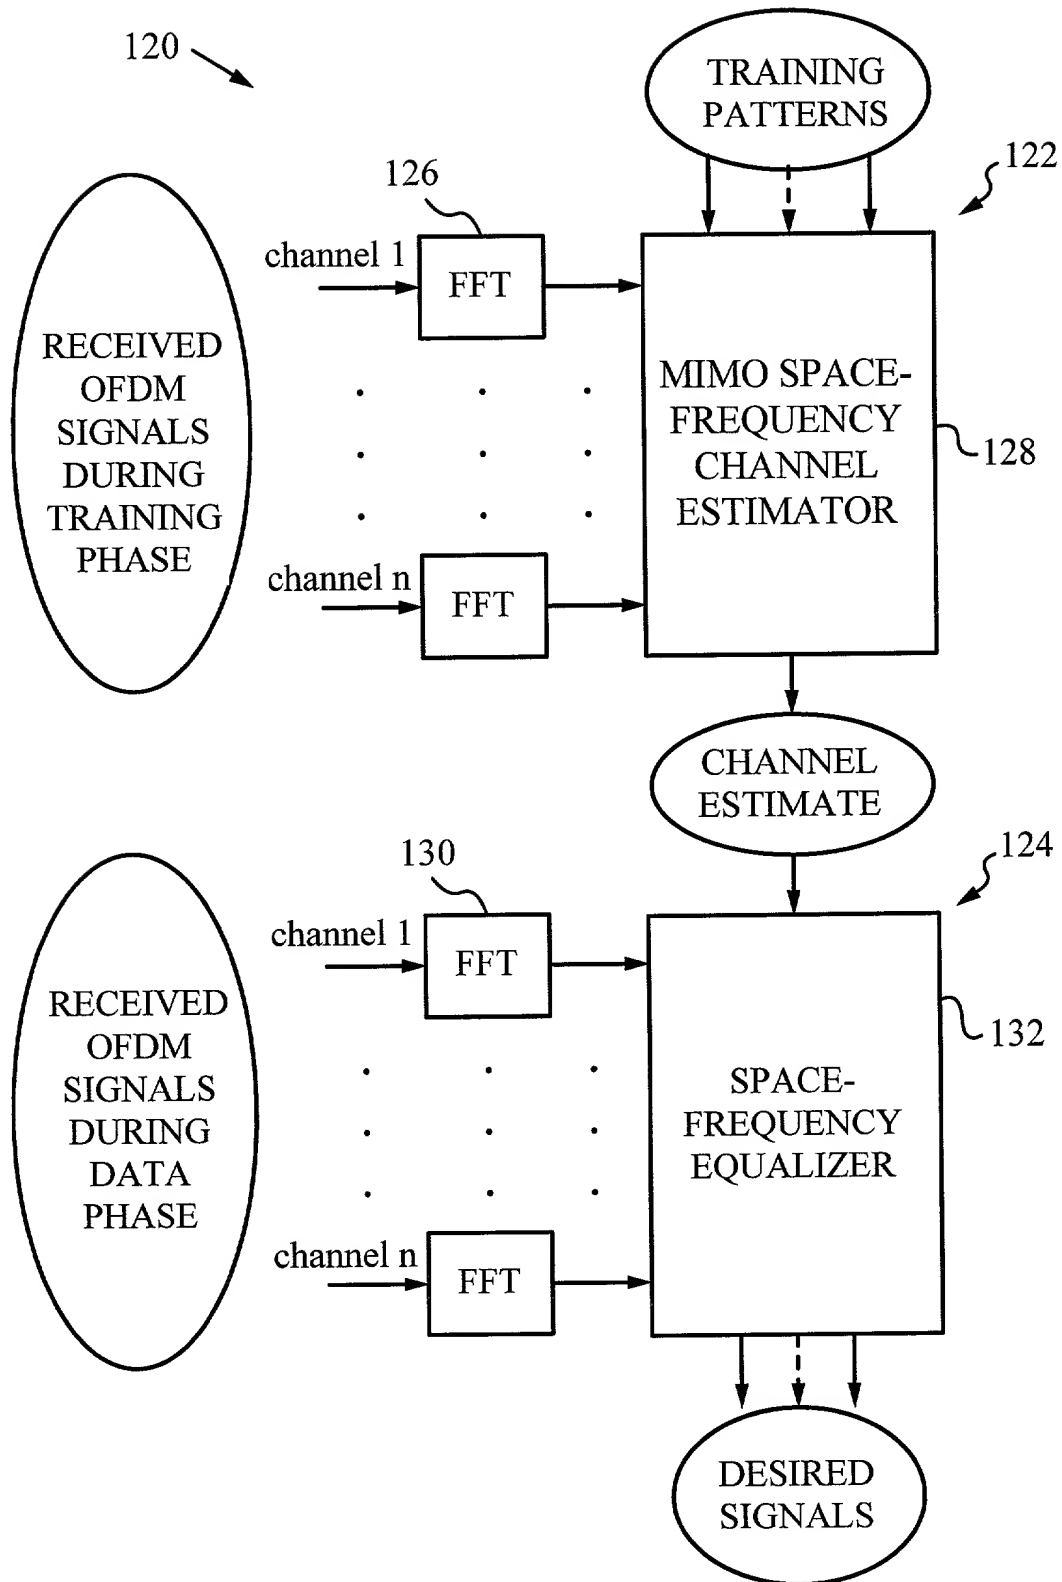 120
TRAINING
PATTERNS
122
126
channel 1
FFT
RECEIVED
OFDM
SIGNALS
DURING
TRAINING
PHASE
MIMO SPACE-
FREQUENCY
CHANNEL
ESTIMATOR
128
channel n
FFT
CHANNEL
ESTIMATE
124
130
channel 1
FFT
RECEIVED
OFDM
SIGNALS
DURING
DATA
PHASE
132
SPACE-
FREQUENCY
EQUALIZER
channel n
FFT
DESIRED
SIGNALS